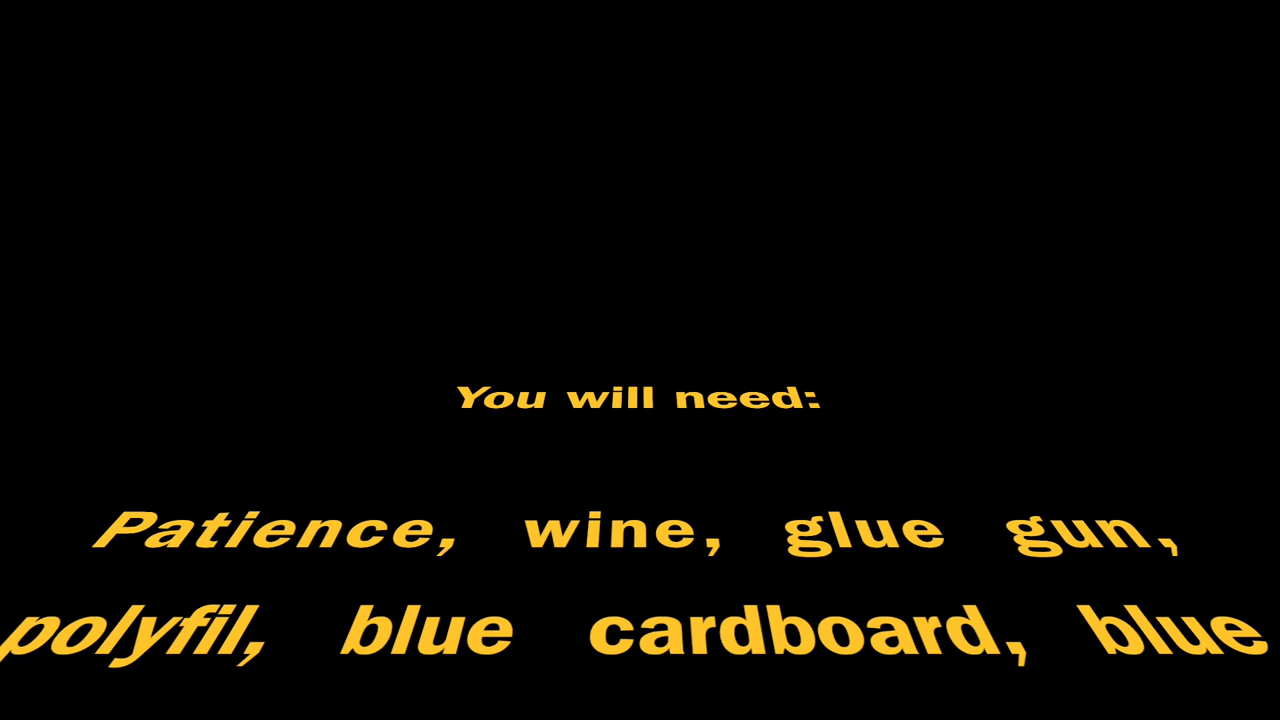 You will need:
Patience, wine, glue gun,
polyfil, blue cardboard, blue